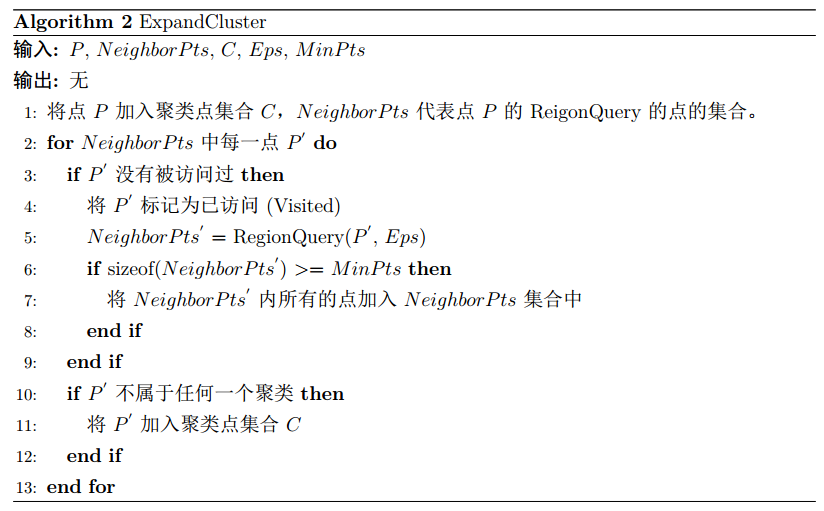 Algorithm 2 ExpandCluster
输入: P, NeighborPts, C, Eps, MinPts
输出: 无
1: 将点 P 加入聚类点集合 C，NeighborPts 代表点 P 的 ReigonQuery 的点的集合。
2: for NeighborPts 中每一点 P′ do
3: if P′ 没有被访问过 then
4: 将 P′ 标记为已访问 (Visited)
5: NeighborPts′ = RegionQuery(P′, Eps)
6: if sizeof(NeighborPts′) >= MinPts then
7: 将 NeighborPts′ 内所有的点加入 NeighborPts 集合中
8: end if
9: end if
10: if P′ 不属于任何一个聚类 then
11: 将 P′ 加入聚类点集合 C
12: end if
13: end for